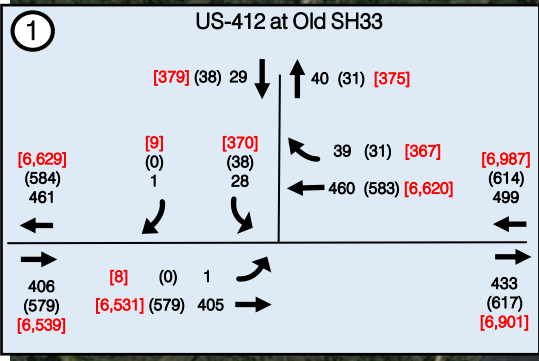 1
US-412 at Old SH33
[379] (38) 29
40 (31) [375]
[9]
(0)
1
[370]
(38)
28
39 (31) [367]
460 (583) [6,620]
[6,629]
(584)
461
[6,987]
(614)
499
406
(579)
[6,539]
[8] (0) 1
[6,531] (579) 405
433
(617)
[6,901]